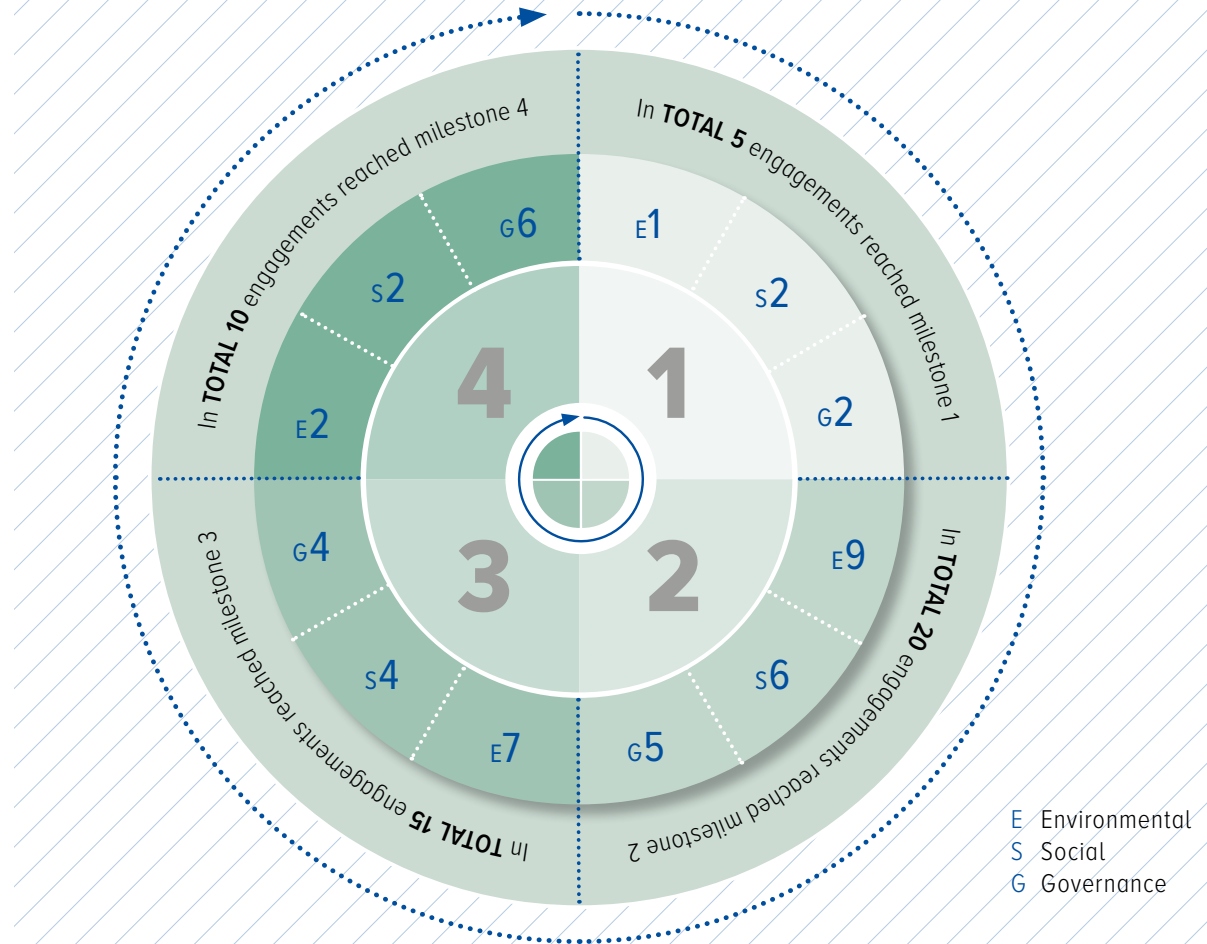 In TOTAL 5 engagements reached milestone 1
E1
S2
G2
1
In TOTAL 20 engagements reached milestone 2
E9
S6
G5
2
In TOTAL 15 engagements reached milestone 3
E7
S4
G4
3
In TOTAL 10 engagements reached milestone 4
E2
S2
G6
4
E Environmental
S Social
G Governance